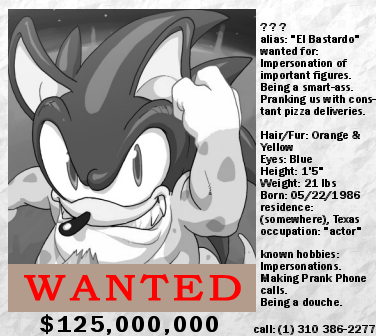 ? ? ?
alias: "El Bastardo"
wanted for:
Impersonation of
important figures.
Being a smart-ass.
Pranking us with cons-
tant pizza deliveries.
Hair/Fur: Orange &
Yellow
Eyes: Blue
Height: 1'5"
Weight: 21 lbs
Born: 05/22/1986
residence:
(somewhere), Texas
occupation: "actor"
known hobbies:
Impersonations.
Making Prank Phone
calls.
Being a douche.
WANTED
$125,000,000
call: (1) 310 386-2277